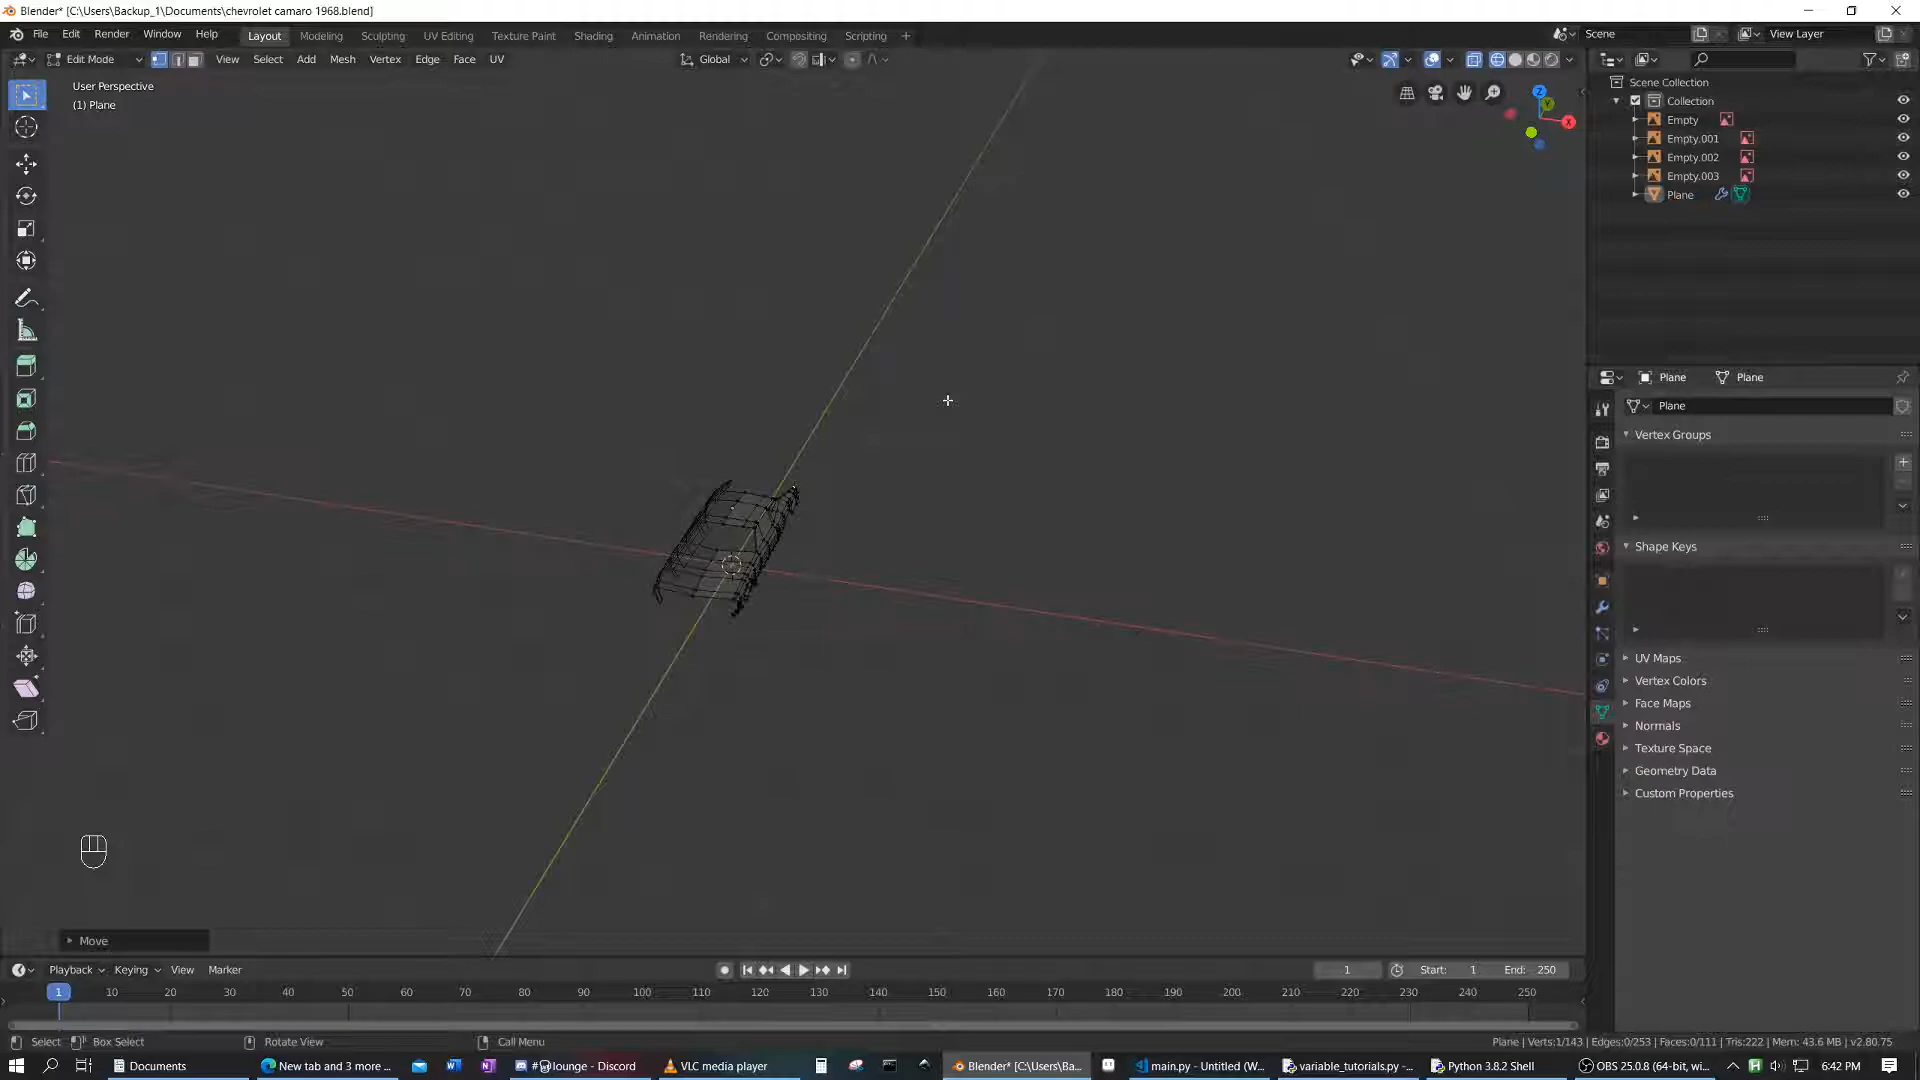 Blender* [C:\Users\Backup_1\Documents\chevrolet camaro 1968.blend]
File Edit Render Window Help Layout Modeling Sculpting UV Editing Texture Paint Shading Animation Rendering Compositing Scripting + Scene View Layer
Edit Mode View Select Add Mesh Vertex Edge Face UV Global
User Perspective
(1) Plane
Z
Y
X
Scene Collection
Collection
Empty
Empty.001
Empty.002
Empty.003
Plane
Plane Plane
Plane
Vertex Groups
Shape Keys
UV Maps
Vertex Colors
Face Maps
Normals
Texture Space
Geometry Data
Custom Properties
Move
Playback Keying View Marker 1 Start: 1 End: 250
1 10 20 30 40 50 60 70 80 90 100 110 120 130 140 150 160 170 180 190 200 210 220 230 240 250
Select Box Select Rotate View Call Menu Plane | Verts:1/143 | Edges:0/253 | Faces:0/111 | Tris:222 | Mem: 43.6 MB | v2.80.75
Documents New tab and 3 more ... lounge - Discord VLC media player Blender* [C:\Users\Ba... main.py - Untitled (W... variable_tutorials.py -... Python 3.8.2 Shell OBS 25.0.8 (64-bit, wi... 6:42 PM